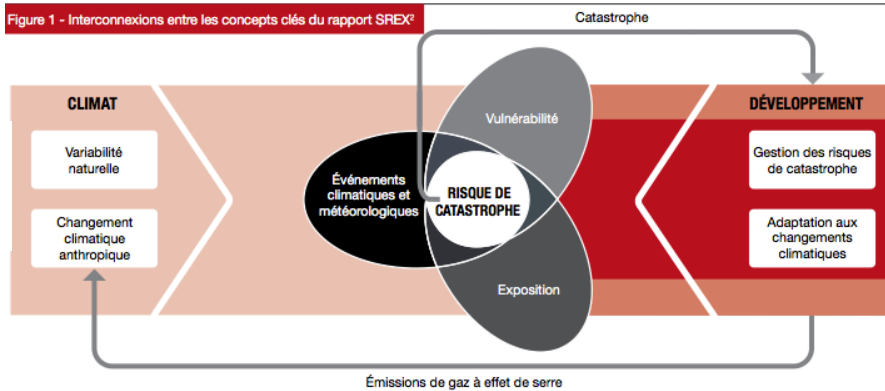 Figure 1 - Interconnexions entre les concepts clés du rapport SREX²
Catastrophe
CLIMAT
Variabilité
naturelle
Changement
climatique
anthropique
Événements
climatiques et
météorologiques
Vulnérabilité
RISQUE DE
CATASTROPHE
Exposition
DÉVELOPPEMENT
Gestion des risques
de catastrophe
Adaptation aux
changements
climatiques
Émissions de gaz à effet de serre